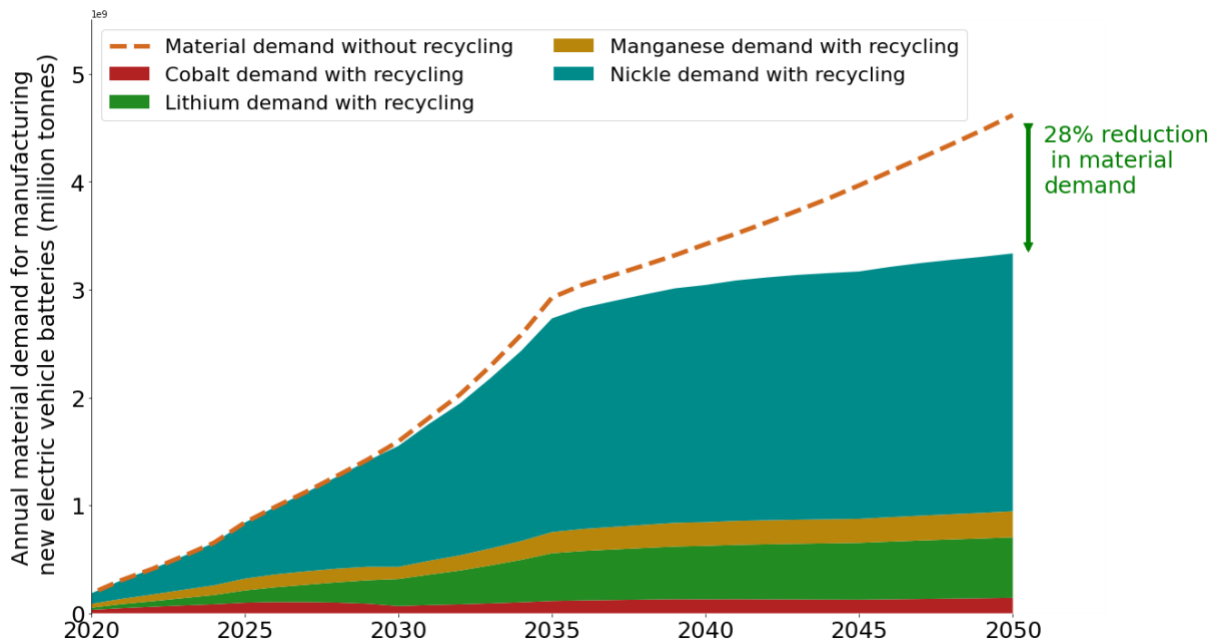 1e9
Material demand without recycling
Cobalt demand with recycling
Lithium demand with recycling
Manganese demand with recycling
Nickle demand with recycling
Annual material demand for manufacturing
new electric vehicle batteries (million tonnes)
5
4
3
2
1
0
28% reduction
in material
demand
2020 2025 2030 2035 2040 2045 2050